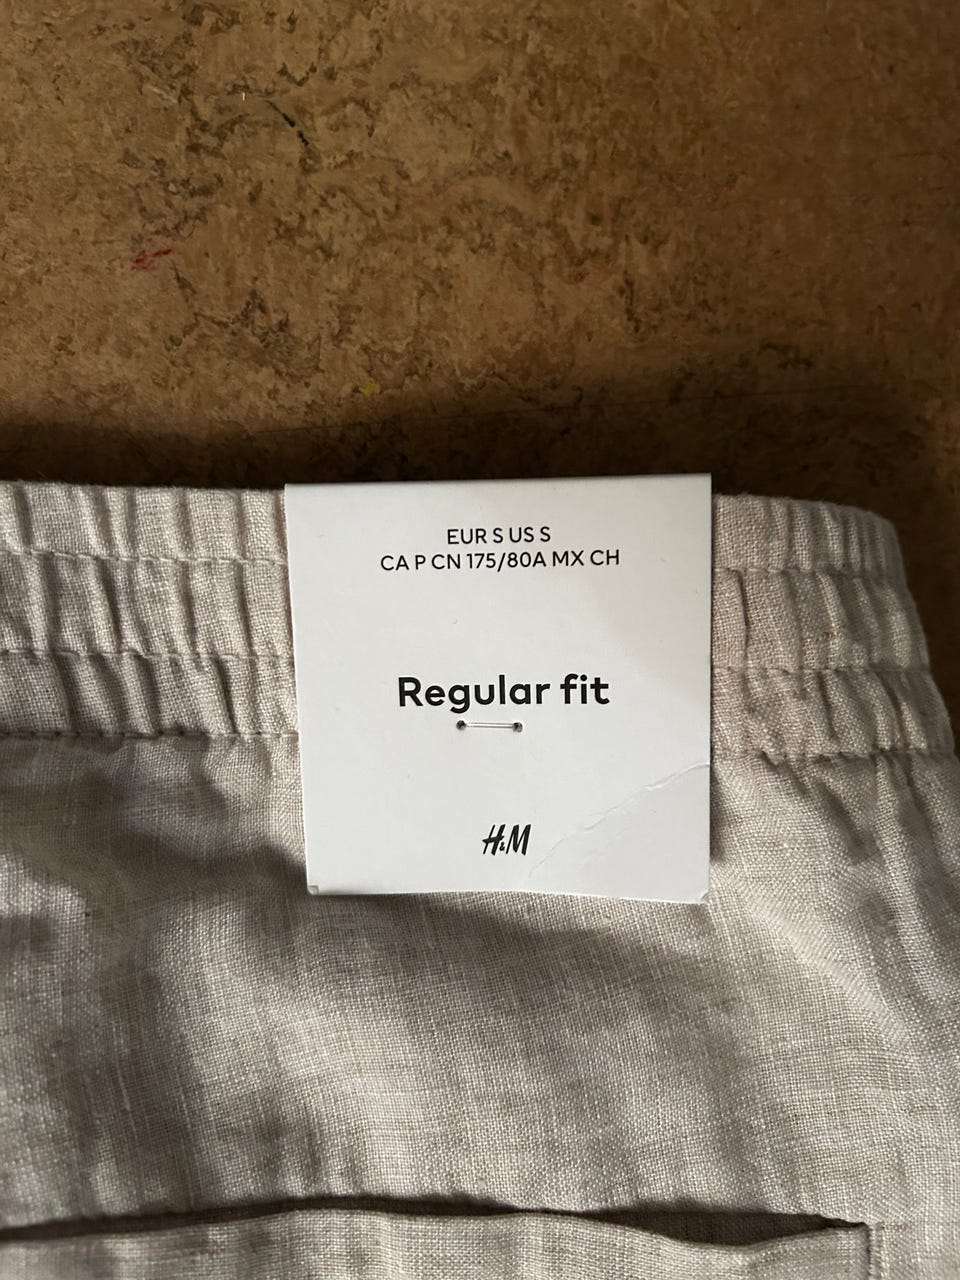 EUR S US S
CA P CN 175/80A MX CH
Regular fit
H&M